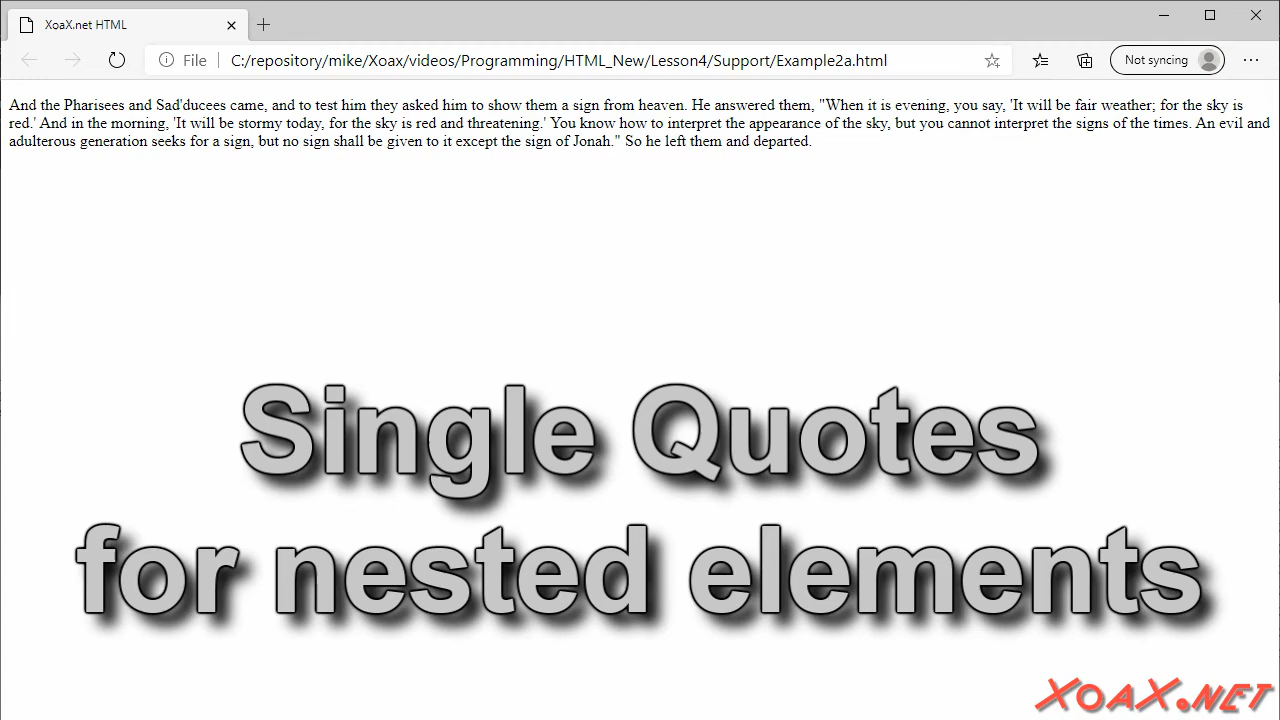 XoaX.net HTML
File
C:/repository/mike/Xoax/videos/Programming/HTML_New/Lesson4/Support/Example2a.html
Not syncing
And the Pharisees and Sad'ducees came, and to test him they asked him to show them a sign from heaven. He answered them, "When it is evening, you say, 'It will be fair weather; for the sky is
red.' And in the morning, 'It will be stormy today, for the sky is red and threatening.' You know how to interpret the appearance of the sky, but you cannot interpret the signs of the times. An evil and
adulterous generation seeks for a sign, but no sign shall be given to it except the sign of Jonah." So he left them and departed.
Single Quotes
for nested elements
XoaX.net